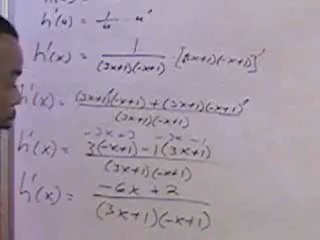 h'(u) = 1/u · u'
h'(x) = 1/((3x+1)(-x+1)) · [(3x+1)(-x+1)]'
h'(x) = ((3x+1)'(-x+1) + (3x+1)(-x+1)')/((3x+1)(-x+1))
-3x+3 -3x-1
h'(x) = (3(-x+1) -1(3x+1))/((3x+1)(-x+1))
h'(x) = (-6x+2)/((3x+1)(-x+1))